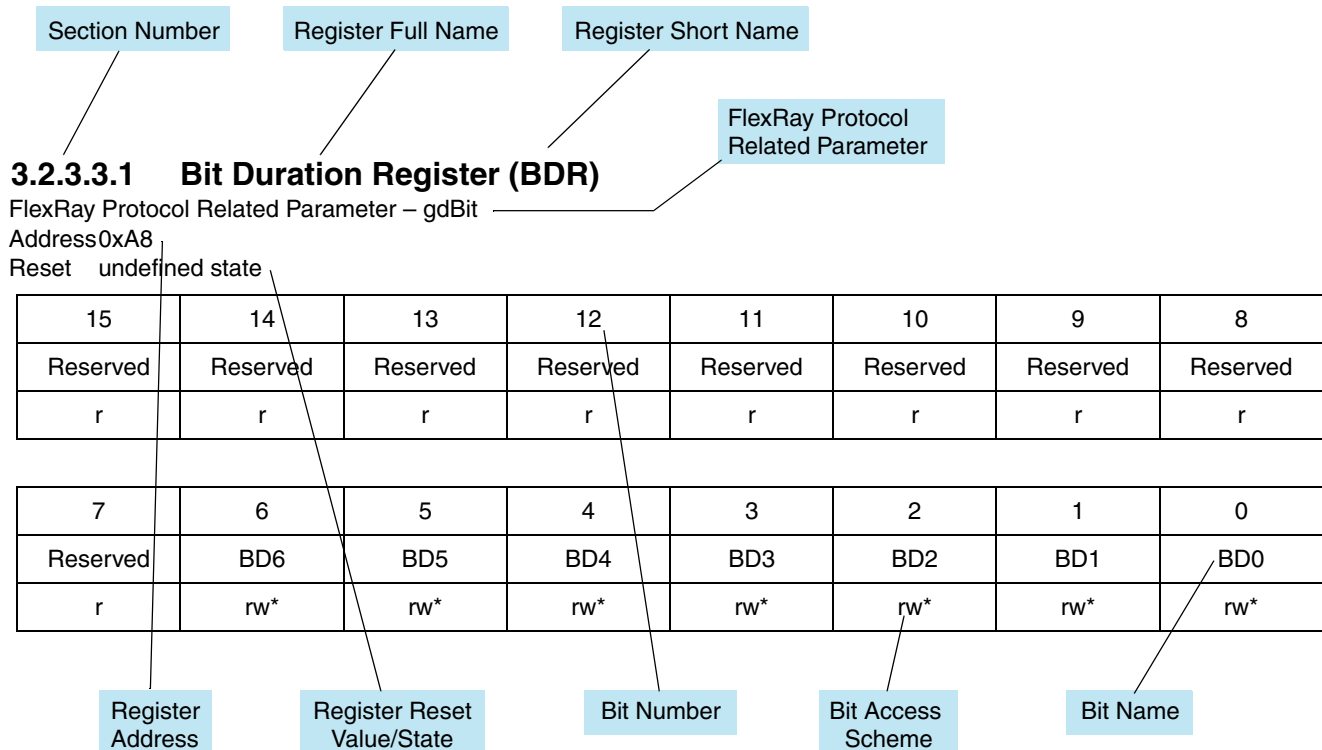 Section Number
Register Full Name
Register Short Name
FlexRay Protocol
Related Parameter
3.2.3.3.1 Bit Duration Register (BDR)
FlexRay Protocol Related Parameter – gdBit
Address0xA8
Reset undefined state
15 14 13 12 11 10 9 8
Reserved Reserved Reserved Reserved Reserved Reserved Reserved Reserved
r r r r r r r r
7 6 5 4 3 2 1 0
Reserved BD6 BD5 BD4 BD3 BD2 BD1 BD0
r rw* rw* rw* rw* rw* rw* rw*
Register
Address
Register Reset
Value/State
Bit Number
Bit Access
Scheme
Bit Name